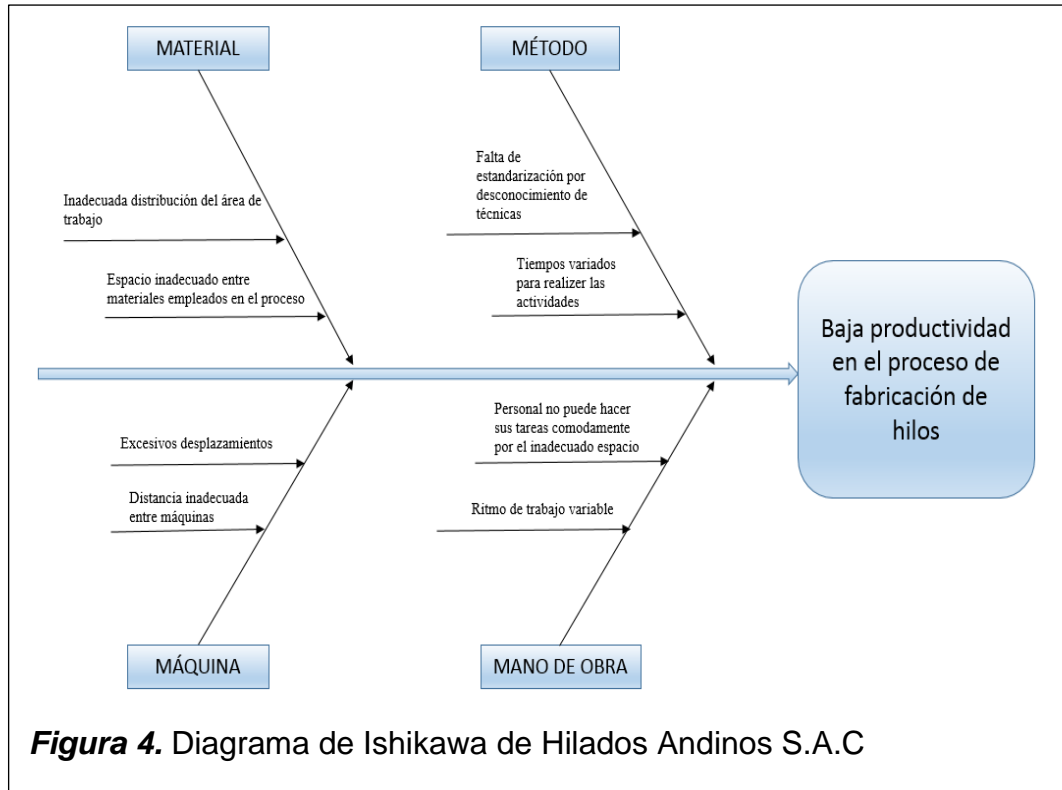 MATERIAL
MÉTODO
Inadecuada distribución del área de
trabajo
Espacio inadecuado entre
materiales empleados en el proceso
Falta de
estandarización por
desconocimiento de
técnicas
Tiempos variados
para realizer las
actividades
Baja productividad
en el proceso de
fabricación de
hilos
Excesivos desplazamientos
Distancia inadecuada
entre máquinas
Personal no puede hacer
sus tareas comodamente
por el inadecuado espacio
Ritmo de trabajo variable
MÁQUINA
MANO DE OBRA
Figura 4. Diagrama de Ishikawa de Hilados Andinos S.A.C